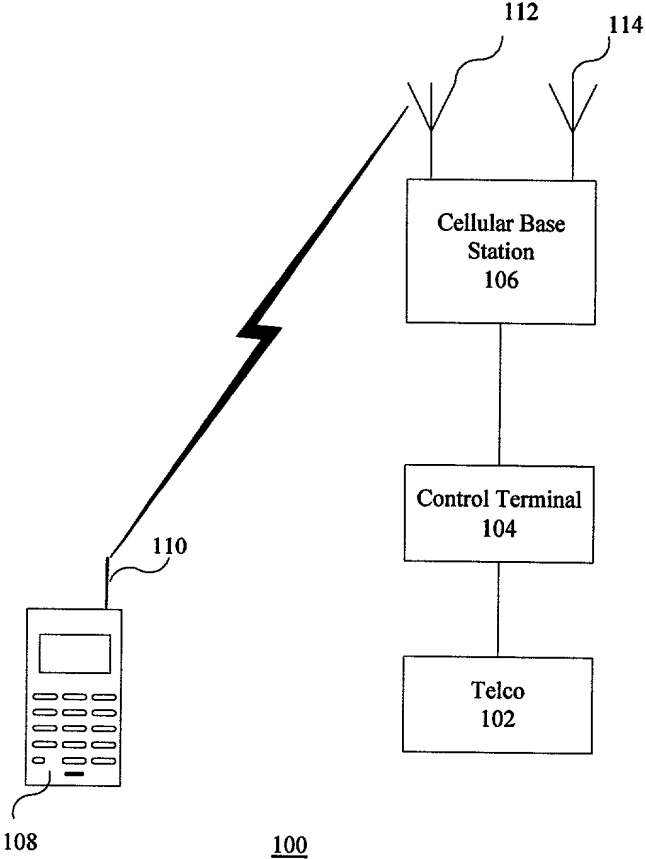 112
114
Cellular Base
Station
106
Control Terminal
104
110
Telco
102
108
100